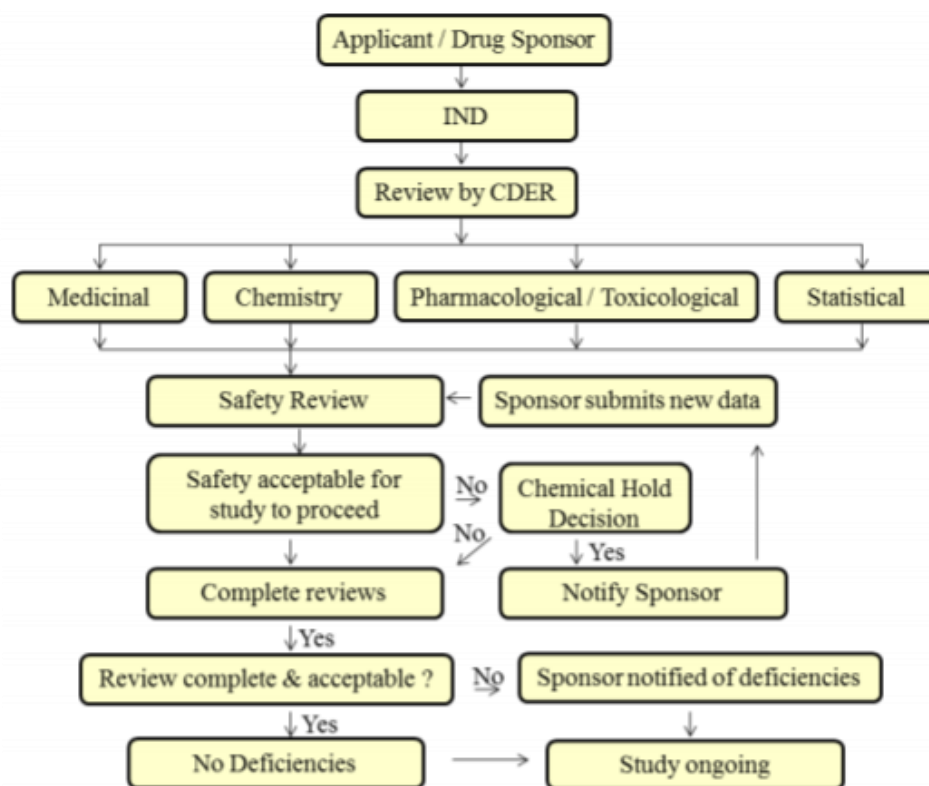 Applicant / Drug Sponsor
IND
Review by CDER
Medicinal
Chemistry
Pharmacological / Toxicological
Statistical
Safety Review
Sponsor submits new data
Safety acceptable for
study to proceed
No
Chemical Hold
Decision
No
Yes
Complete reviews
Notify Sponsor
Yes
Review complete & acceptable ?
No
Sponsor notified of deficiencies
Yes
No Deficiencies
Study ongoing